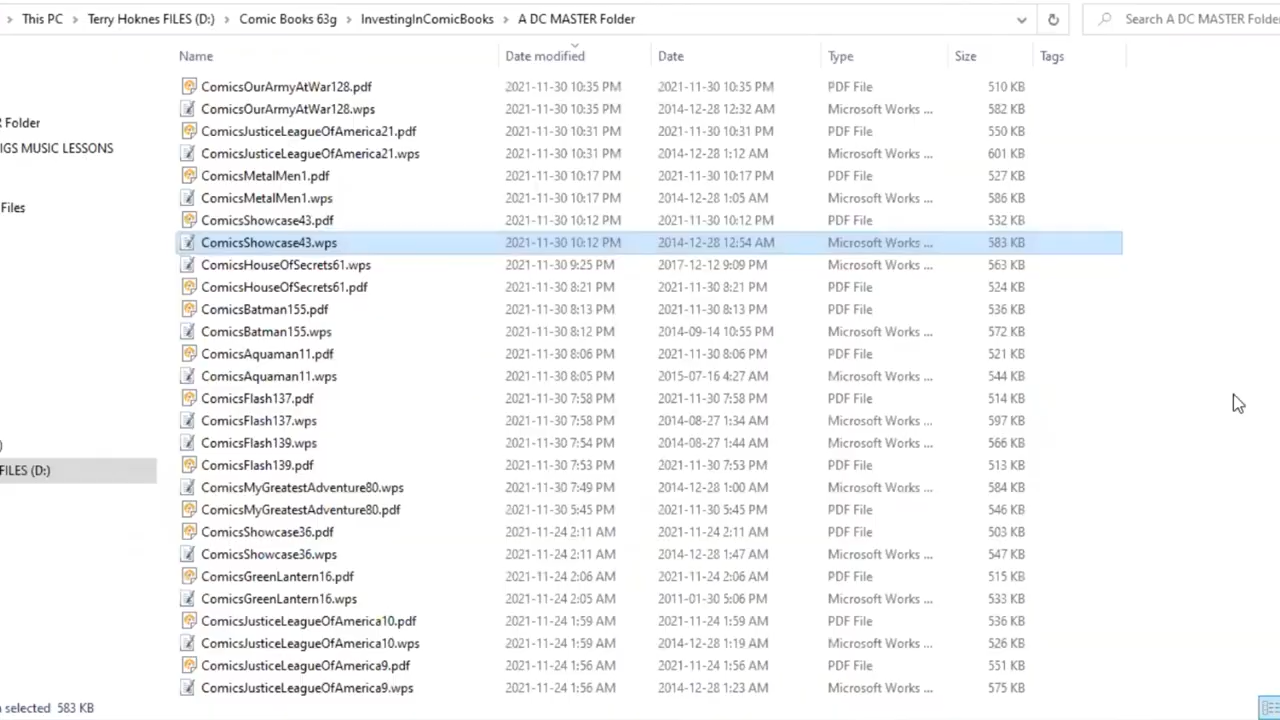 This PC > Terry Hoknes FILES (D:) > Comic Books 63g > InvestingInComicBooks > A DC MASTER Folder
Search A DC MASTER Folder
Name Date modified Date Type Size Tags
ComicsOurArmyAtWar128.pdf 2021-11-30 10:35 PM 2021-11-30 10:35 PM PDF File 510 KB
ComicsOurArmyAtWar128.wps 2021-11-30 10:35 PM 2014-12-28 12:32 AM Microsoft Works ... 582 KB
R Folder
ComicsJusticeLeagueOfAmerica21.pdf 2021-11-30 10:31 PM 2021-11-30 10:31 PM PDF File 550 KB
IGS MUSIC LESSONS
ComicsJusticeLeagueOfAmerica21.wps 2021-11-30 10:31 PM 2014-12-28 1:12 AM Microsoft Works ... 601 KB
ComicsMetalMen1.pdf 2021-11-30 10:17 PM 2021-11-30 10:17 PM PDF File 527 KB
ComicsMetalMen1.wps 2021-11-30 10:17 PM 2014-12-28 1:05 AM Microsoft Works ... 586 KB
Files
ComicsShowcase43.pdf 2021-11-30 10:12 PM 2021-11-30 10:12 PM PDF File 532 KB
ComicsShowcase43.wps 2021-11-30 10:12 PM 2014-12-28 12:54 AM Microsoft Works ... 583 KB
ComicsHouseOfSecrets61.wps 2021-11-30 9:25 PM 2017-12-12 9:09 PM Microsoft Works ... 563 KB
ComicsHouseOfSecrets61.pdf 2021-11-30 8:21 PM 2021-11-30 8:21 PM PDF File 524 KB
ComicsBatman155.pdf 2021-11-30 8:13 PM 2021-11-30 8:13 PM PDF File 536 KB
ComicsBatman155.wps 2021-11-30 8:12 PM 2014-09-14 10:55 PM Microsoft Works ... 572 KB
ComicsAquaman11.pdf 2021-11-30 8:06 PM 2021-11-30 8:06 PM PDF File 521 KB
ComicsAquaman11.wps 2021-11-30 8:05 PM 2015-07-16 4:27 AM Microsoft Works ... 544 KB
ComicsFlash137.pdf 2021-11-30 7:58 PM 2021-11-30 7:58 PM PDF File 514 KB
ComicsFlash137.wps 2021-11-30 7:58 PM 2014-08-27 1:34 AM Microsoft Works ... 597 KB
)
ComicsFlash139.wps 2021-11-30 7:54 PM 2014-08-27 1:44 AM Microsoft Works ... 566 KB
FILES (D:)
ComicsFlash139.pdf 2021-11-30 7:53 PM 2021-11-30 7:53 PM PDF File 513 KB
ComicsMyGreatestAdventure80.wps 2021-11-30 7:49 PM 2014-12-28 1:00 AM Microsoft Works ... 584 KB
ComicsMyGreatestAdventure80.pdf 2021-11-30 5:45 PM 2021-11-30 5:45 PM PDF File 546 KB
ComicsShowcase36.pdf 2021-11-24 2:11 AM 2021-11-24 2:11 AM PDF File 503 KB
ComicsShowcase36.wps 2021-11-24 2:11 AM 2014-12-28 1:47 AM Microsoft Works ... 547 KB
ComicsGreenLantern16.pdf 2021-11-24 2:06 AM 2021-11-24 2:06 AM PDF File 515 KB
ComicsGreenLantern16.wps 2021-11-24 2:05 AM 2011-01-30 5:06 PM Microsoft Works ... 533 KB
ComicsJusticeLeagueOfAmerica10.pdf 2021-11-24 1:59 AM 2021-11-24 1:59 AM PDF File 536 KB
ComicsJusticeLeagueOfAmerica10.wps 2021-11-24 1:59 AM 2014-12-28 1:19 AM Microsoft Works ... 526 KB
ComicsJusticeLeagueOfAmerica9.pdf 2021-11-24 1:56 AM 2021-11-24 1:56 AM PDF File 551 KB
ComicsJusticeLeagueOfAmerica9.wps 2021-11-24 1:56 AM 2014-12-28 1:23 AM Microsoft Works ... 575 KB
selected 583 KB